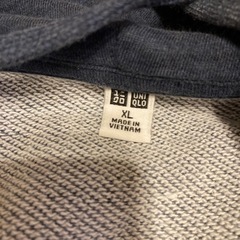 ユニ UNI
クロ QLO
XL
MADE IN
VIETNAM